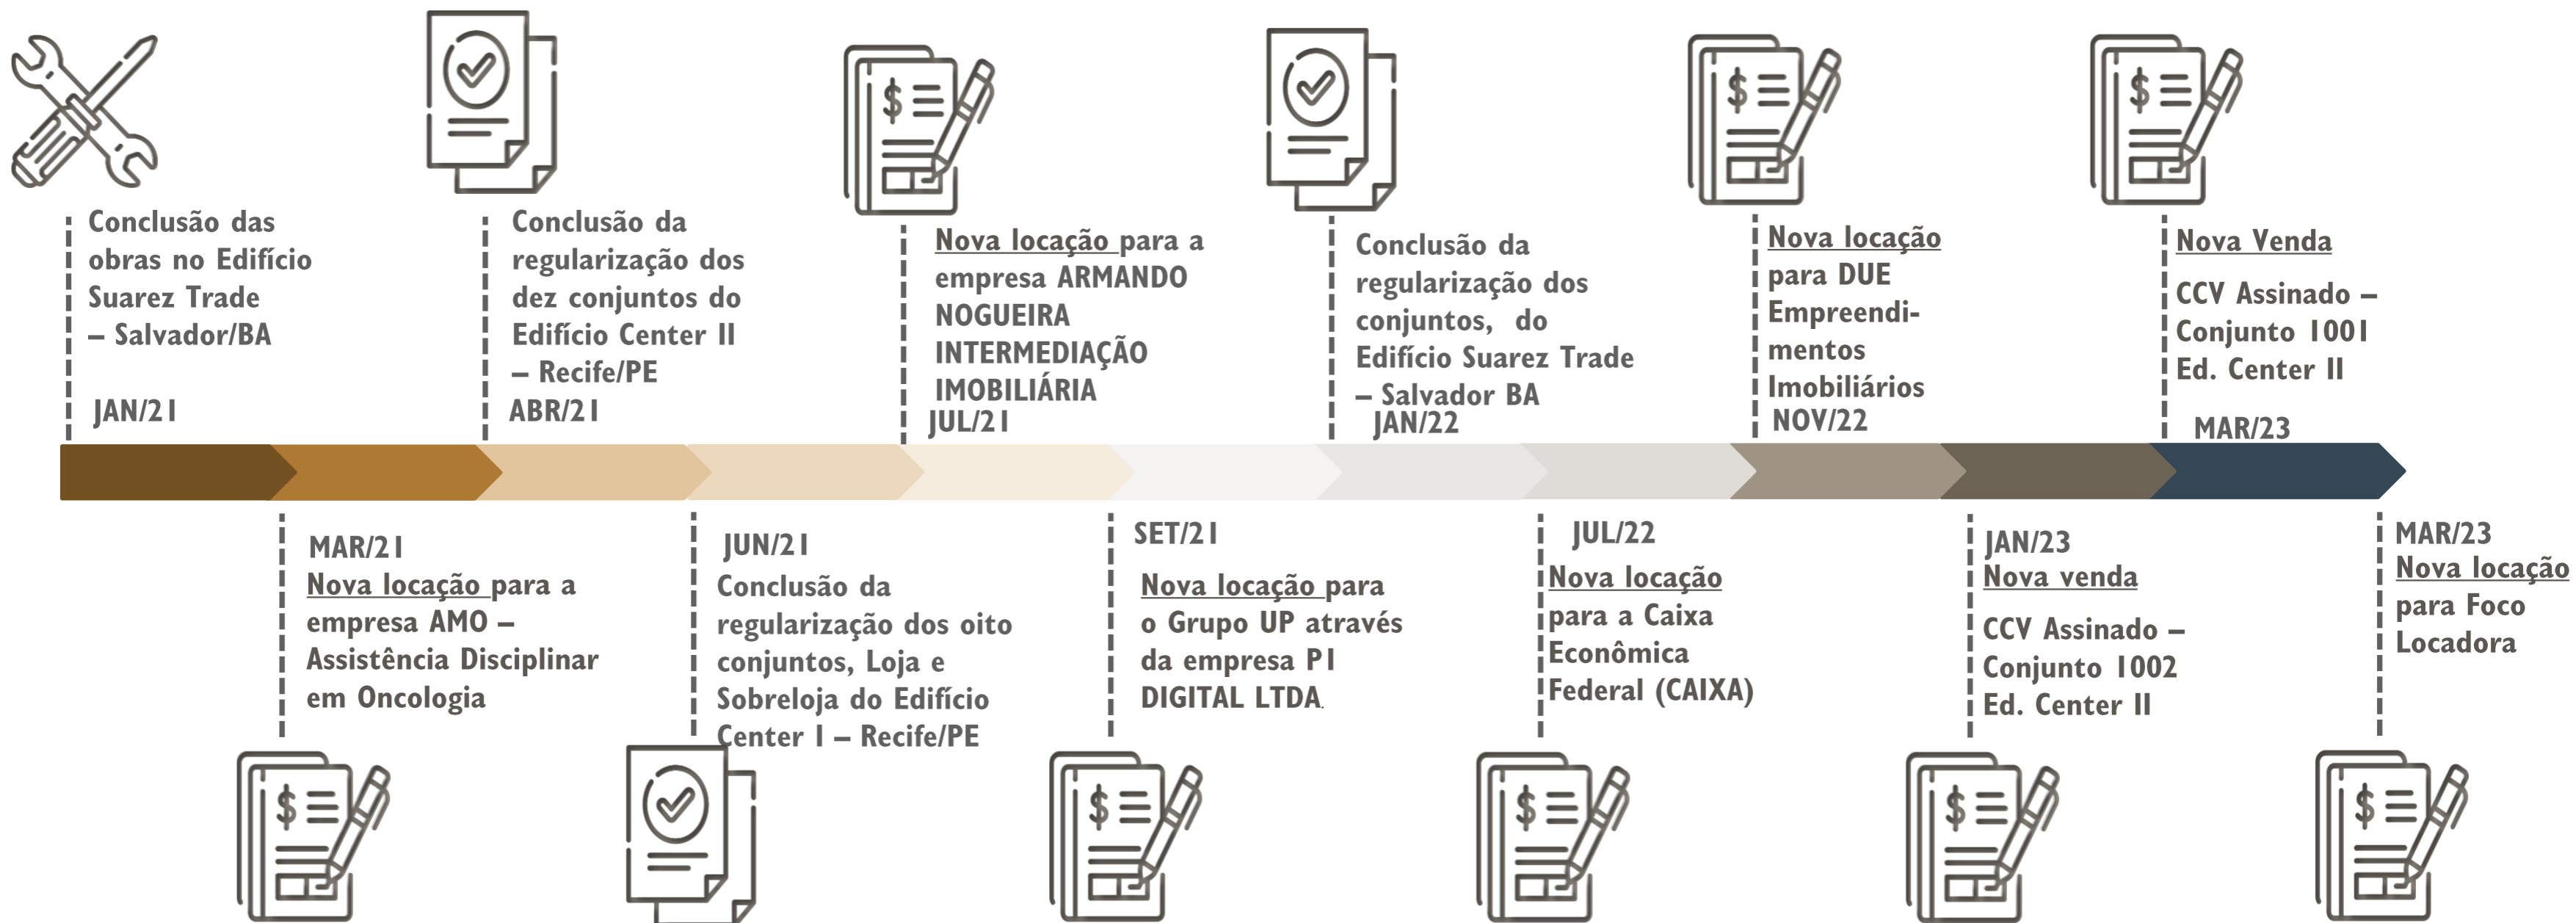 Conclusão das
obras no Edifício
Suarez Trade
– Salvador/BA
JAN/21
Conclusão da
regularização dos
dez conjuntos do
Edifício Center II
– Recife/PE
ABR/21
Nova locação para a
empresa ARMANDO
NOGUEIRA
INTERMEDIAÇÃO
IMOBILIÁRIA
JUL/21
Conclusão da
regularização dos
conjuntos, do
Edifício Suarez Trade
– Salvador BA
JAN/22
Nova locação
para DUE
Empreendi-
mentos
Imobiliários
NOV/22
Nova Venda
CCV Assinado –
Conjunto 1001
Ed. Center II
MAR/23
MAR/21
Nova locação para a
empresa AMO –
Assistência Disciplinar
em Oncologia
JUN/21
Conclusão da
regularização dos oito
conjuntos, Loja e
Sobreloja do Edifício
Center I – Recife/PE
SET/21
Nova locação para
o Grupo UP através
da empresa P1
DIGITAL LTDA.
JUL/22
Nova locação
para a Caixa
Econômica
Federal (CAIXA)
JAN/23
Nova venda
CCV Assinado –
Conjunto 1002
Ed. Center II
MAR/23
Nova locação
para Foco
Locadora